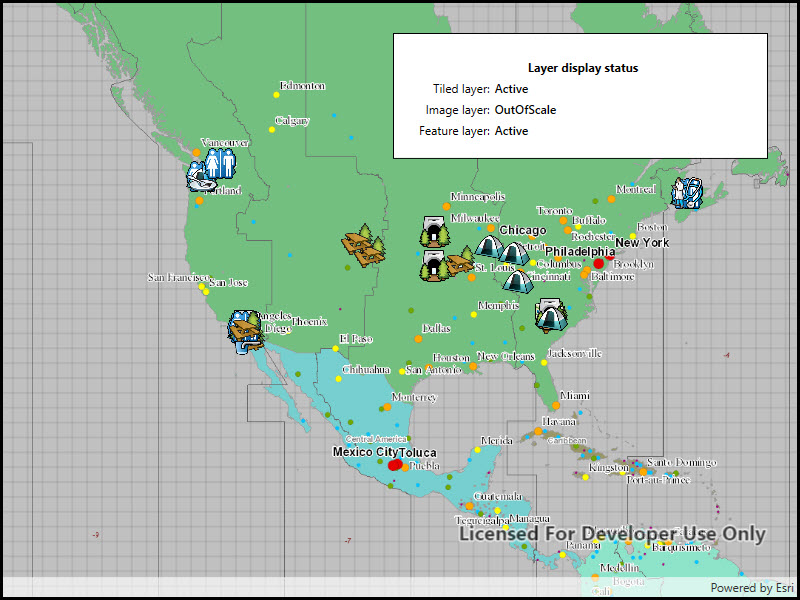 Layer display status
Tiled layer: Active
Image layer: OutOfScale
Feature layer: Active
Edmonton
Calgary
Vancouver
Portland
Minneapolis
Montreal
Milwaukee
Toronto
Buffalo
Boston
Chicago
Rochester
New York
Detroit
Philadelphia
Columbus
Brooklyn
St. Louis
Cincinnati
Baltimore
San Francisco
San Jose
Memphis
Angeles
Phoenix
Diego
Dallas
El Paso
Houston
New Orleans
Jacksonville
Chihuahua
San Antonio
Monterrey
Miami
Havana
Central America
Caribbean
Merida
Mexico City
Toluca
Puebla
Kingston
Santo Domingo
Port-au-Prince
Guatemala
Tegucigalpa
Managua
-4
-8
-7
Licensed For Developer Use Only
Panama
Barquisimeto
Medellin
Bogota
Cali
Powered by Esri